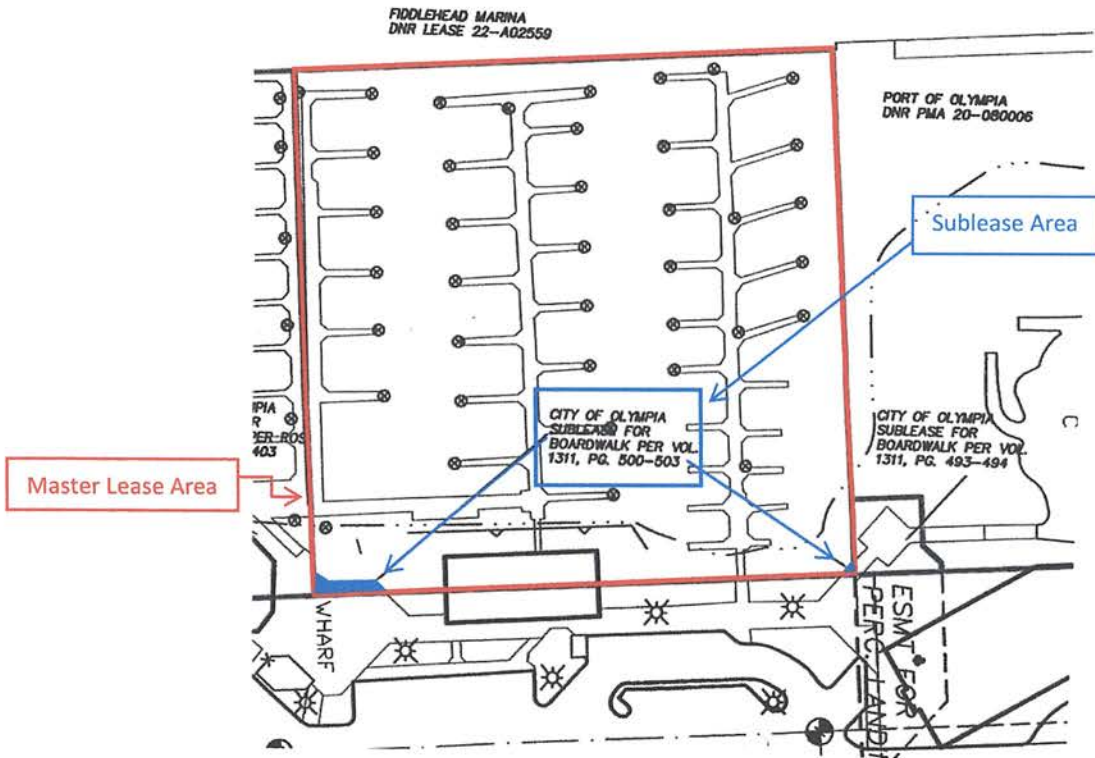 FIDDLEHEAD MARINA
DNR LEASE 22-A02559
PORT OF OLYMPIA
DNR PMA 20-080006
Sublease Area
CITY OF OLYMPIA
SUBLEASE FOR
BOARDWALK PER VOL.
1311, PG. 500-503
CITY OF OLYMPIA
SUBLEASE FOR
BOARDWALK PER VOL.
1311, PG. 493-494
C
403
Master Lease Area
WHARF
ESMT. FOR